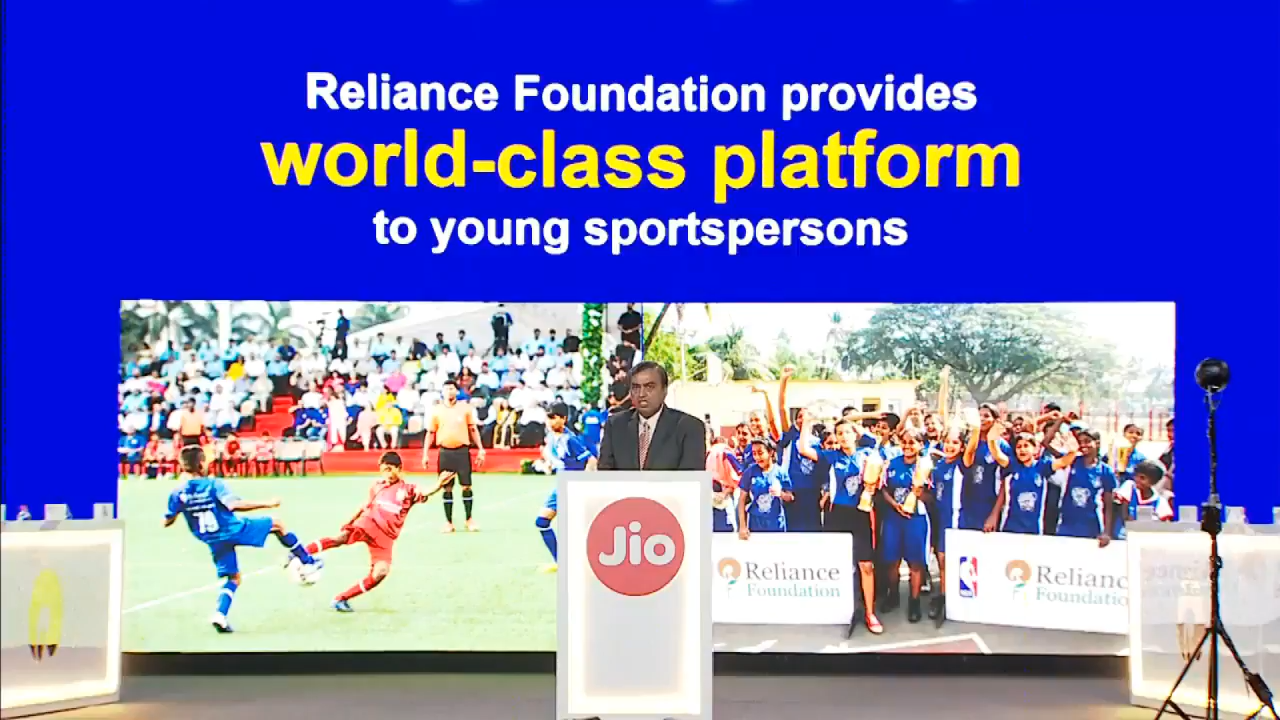 Reliance Foundation provides
world-class platform
to young sportspersons
Jio
Reliance
Foundation
Reliance
Foundation